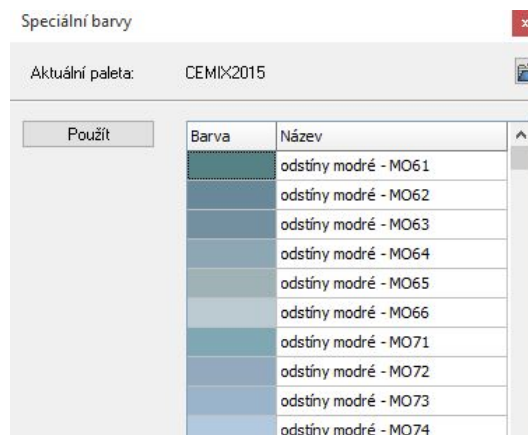 Speciální barvy
Aktuální paleta: CEMIX2015
Použít
Barva Název
odstíny modré - MO61
odstíny modré - MO62
odstíny modré - MO63
odstíny modré - MO64
odstíny modré - MO65
odstíny modré - MO66
odstíny modré - MO71
odstíny modré - MO72
odstíny modré - MO73
odstíny modré - MO74